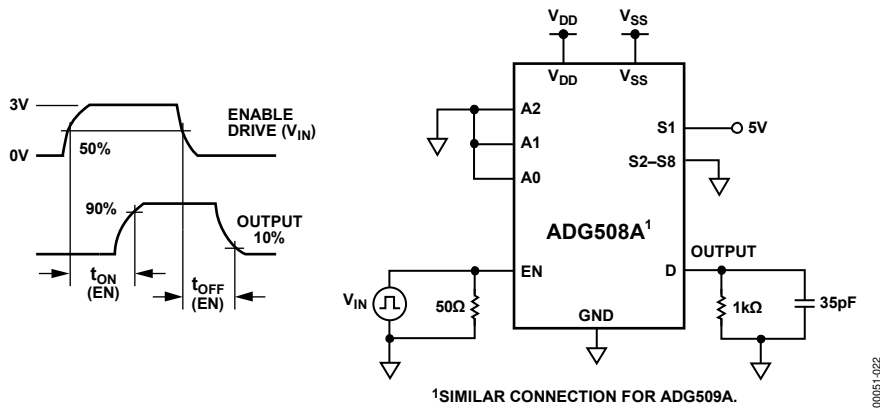 3V
0V
50%
ENABLE
DRIVE (VIN)
90%
OUTPUT
10%
tON
(EN)
tOFF
(EN)
VDD
VSS
VDD
VSS
A2
A1
A0
S1
5V
S2–S8
ADG508A1
OUTPUT
EN
D
VIN
50Ω
GND
1kΩ
35pF
1SIMILAR CONNECTION FOR ADG509A.
00051-022